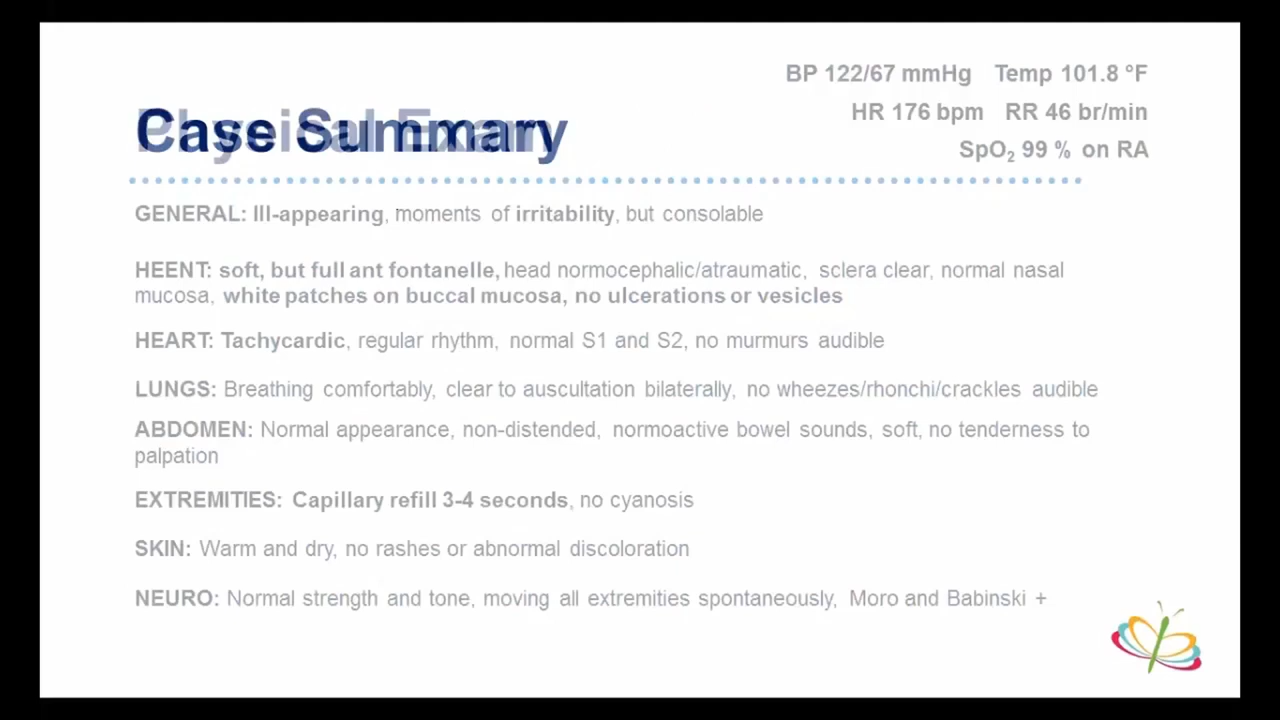 BP 122/67 mmHg Temp 101.8 °F
HR 176 bpm RR 46 br/min
SpO₂ 99 % on RA
Physical Exam
Case Summary
GENERAL: Ill-appearing, moments of irritability, but consolable
HEENT: soft, but full ant fontanelle, head normocephalic/atraumatic, sclera clear, normal nasal
mucosa, white patches on buccal mucosa, no ulcerations or vesicles
HEART: Tachycardic, regular rhythm, normal S1 and S2, no murmurs audible
LUNGS: Breathing comfortably, clear to auscultation bilaterally, no wheezes/rhonchi/crackles audible
ABDOMEN: Normal appearance, non-distended, normoactive bowel sounds, soft, no tenderness to
palpation
EXTREMITIES: Capillary refill 3-4 seconds, no cyanosis
SKIN: Warm and dry, no rashes or abnormal discoloration
NEURO: Normal strength and tone, moving all extremities spontaneously, Moro and Babinski +